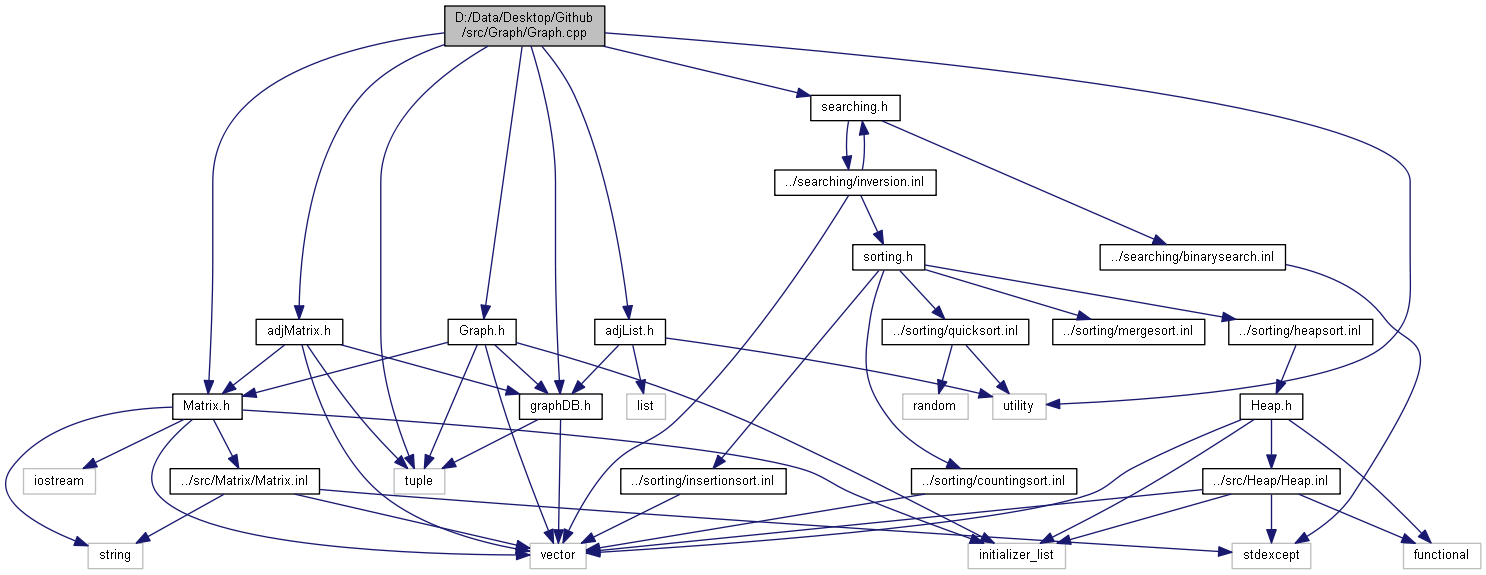 D:/Data/Desktop/Github
/src/Graph/Graph.cpp
searching.h
../searching/inversion.inl
sorting.h
../searching/binarysearch.inl
adjMatrix.h
Graph.h
adjList.h
../sorting/quicksort.inl
../sorting/mergesort.inl
../sorting/heapsort.inl
Matrix.h
graphDB.h
list
random
utility
Heap.h
iostream
../src/Matrix/Matrix.inl
tuple
../sorting/insertionsort.inl
../sorting/countingsort.inl
../src/Heap/Heap.inl
string
vector
initializer_list
stdexcept
functional